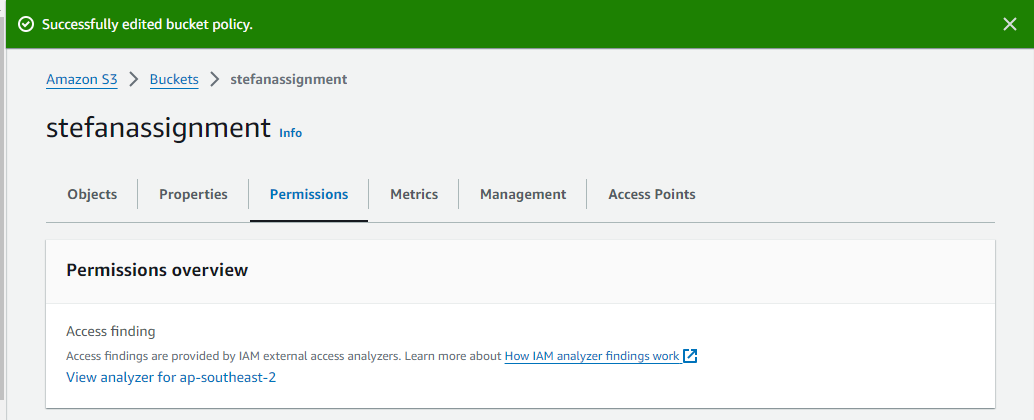 Successfully edited bucket policy.
Amazon S3 > Buckets > stefanassignment
stefanassignment Info
Objects Properties Permissions Metrics Management Access Points
Permissions overview
Access finding
Access findings are provided by IAM external access analyzers. Learn more about How IAM analyzer findings work
View analyzer for ap-southeast-2